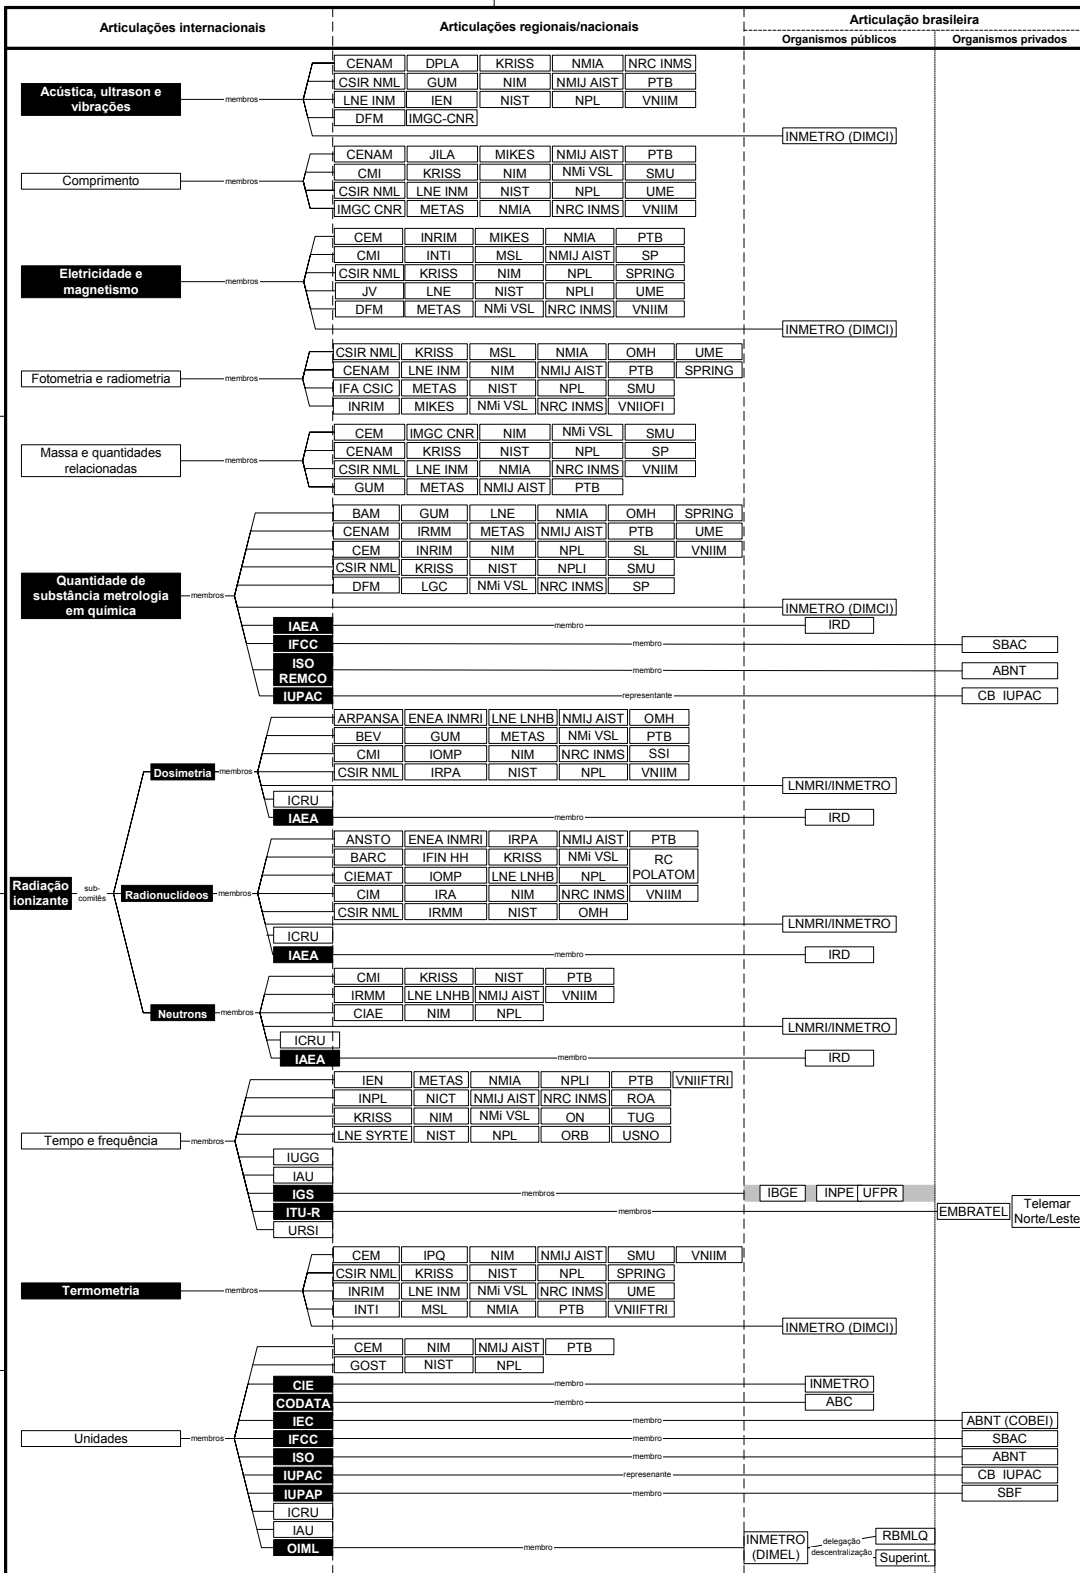 Articulações internacionais
Articulações regionais/nacionais
Articulação brasileira
Organismos públicos
Organismos privados
Acústica, ultrason e
vibrações
membros
CENAM DPLA KRISS NMIA NRC INMS
CSIR NML GUM NIM NMIJ AIST PTB
LNE INM IEN NIST NPL VNIIM
DFM IMGC-CNR
INMETRO (DIMCI)
Comprimento
membros
CENAM JILA MIKES NMIJ AIST PTB
CMI KRISS NIM NMi VSL SMU
CSIR NML LNE INM NIST NPL UME
IMGC CNR METAS NMIA NRC INMS VNIIM
Eletricidade e
magnetismo
membros
CEM INRIM MIKES NMIA PTB
CMI INTI MSL NMIJ AIST SP
CSIR NML KRISS NIM NPL SPRING
JV LNE NIST NPLI UME
DFM METAS NMi VSL NRC INMS VNIIM
INMETRO (DIMCI)
Fotometria e radiometria
membros
CSIR NML KRISS MSL NMIA OMH UME
CENAM LNE INM NIM NMIJ AIST PTB SPRING
IFA CSIC METAS NIST NPL SMU
INRIM MIKES NMi VSL NRC INMS VNIIOFI
Massa e quantidades
relacionadas
membros
CEM IMGC CNR NIM NMi VSL SMU
CENAM KRISS NIST NPL SP
CSIR NML LNE INM NMIA NRC INMS VNIIM
GUM METAS NMIJ AIST PTB
Quantidade de
substância metrologia
em química
membros
BAM GUM LNE NMIA OMH SPRING
CENAM IRMM METAS NMIJ AIST PTB UME
CEM INRIM NIM NPL SL VNIIM
CSIR NML KRISS NIST NPLI SMU
DFM LGC NMi VSL NRC INMS SP
INMETRO (DIMCI)
IAEA membro IRD
IFCC membro SBAC
ISO
REMCO membro ABNT
IUPAC representante CB IUPAC
Radiação
ionizante
sub-
comitês
Dosimetria membros
ARPANSA ENEA INMRI LNE LNHB NMIJ AIST OMH
BEV GUM METAS NMi VSL PTB
CMI IOMP NIM NRC INMS SSI
CSIR NML IRPA NIST NPL VNIIM
LNMRI/INMETRO
ICRU
IAEA membro IRD
Radionuclídeos membros
ANSTO ENEA INMRI IRPA NMIJ AIST PTB
BARC IFIN HH KRISS NMi VSL RC
POLATOM
CIEMAT IOMP LNE LNHB NPL
CIM IRA NIM NRC INMS VNIIM
CSIR NML IRMM NIST OMH
LNMRI/INMETRO
ICRU
IAEA membro IRD
Neutrons membros
CMI KRISS NIST PTB
IRMM LNE LNHB NMIJ AIST VNIIM
CIAE NIM NPL
LNMRI/INMETRO
ICRU
IAEA membro IRD
Tempo e frequência
membros
IEN METAS NMIA NPLI PTB VNIIFTRI
INPL NICT NMIJ AIST NRC INMS ROA
KRISS NIM NMi VSL ON TUG
LNE SYRTE NIST NPL ORB USNO
IUGG
IAU
IGS membros IBGE INPE UFPR
ITU-R membros EMBRATEL Telemar
Norte/Leste
URSI
Termometria
membros
CEM IPQ NIM NMIJ AIST SMU VNIIM
CSIR NML KRISS NIST NPL SPRING
INRIM LNE INM NMi VSL NRC INMS UME
INTI MSL NMIA PTB VNIIFTRI
INMETRO (DIMCI)
Unidades
membros
CEM NIM NMIJ AIST PTB
GOST NIST NPL
CIE membro INMETRO
CODATA membro ABC
IEC membro ABNT (COBEI)
IFCC membro SBAC
ISO membro ABNT
IUPAC represenante CB IUPAC
IUPAP membro SBF
ICRU
IAU
OIML membro INMETRO
(DIMEL)
delegação
descentralização
RBMLQ
Superint.